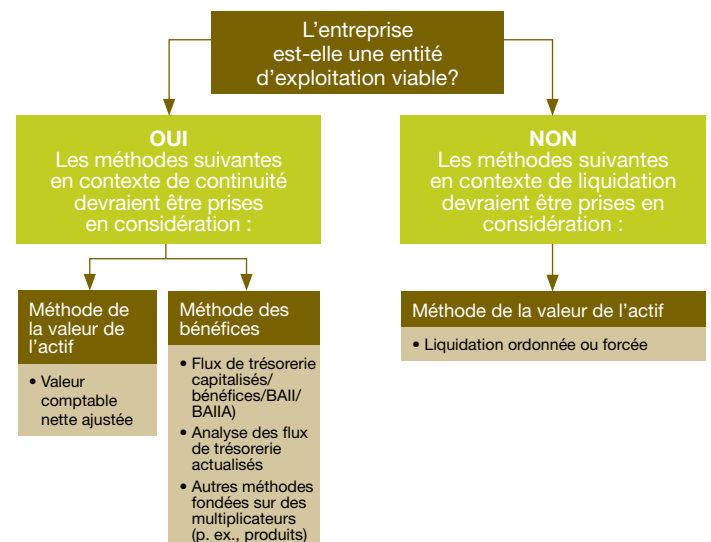 L'entreprise
est-elle une entité
d'exploitation viable?
OUI
Les méthodes suivantes
en contexte de continuité
devraient être prises
en considération :
NON
Les méthodes suivantes
en contexte de liquidation
devraient être prises en
considération :
Méthode de
la valeur de
l'actif
• Valeur
comptable
nette ajustée
Méthode des
bénéfices
• Flux de trésorerie
capitalisés/
bénéfices/BAII/
BAIIA)
• Analyse des flux
de trésorerie
actualisés
• Autres méthodes
fondées sur des
multiplicateurs
(p. ex., produits)
Méthode de la valeur de l'actif
• Liquidation ordonnée ou forcée